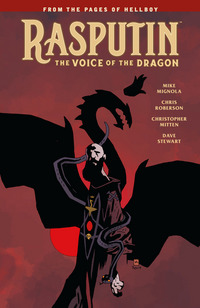 FROM THE PAGES OF HELLBOY
RASPUTIN
THE VOICE OF THE DRAGON
MIKE
MIGNOLA
CHRIS
ROBERSON
CHRISTOPHER
MITTEN
DAVE
STEWART